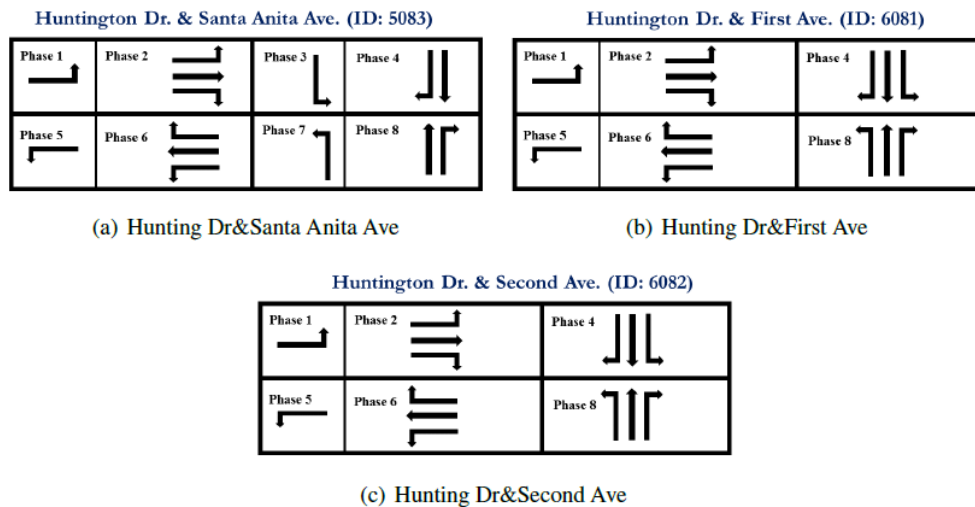 Huntington Dr. & Santa Anita Ave. (ID: 5083)
Phase 1
Phase 2
Phase 3
Phase 4
Phase 5
Phase 6
Phase 7
Phase 8
(a) Hunting Dr&Santa Anita Ave
Huntington Dr. & First Ave. (ID: 6081)
Phase 1
Phase 2
Phase 4
Phase 5
Phase 6
Phase 8
(b) Hunting Dr&First Ave
Huntington Dr. & Second Ave. (ID: 6082)
Phase 1
Phase 2
Phase 4
Phase 5
Phase 6
Phase 8
(c) Hunting Dr&Second Ave